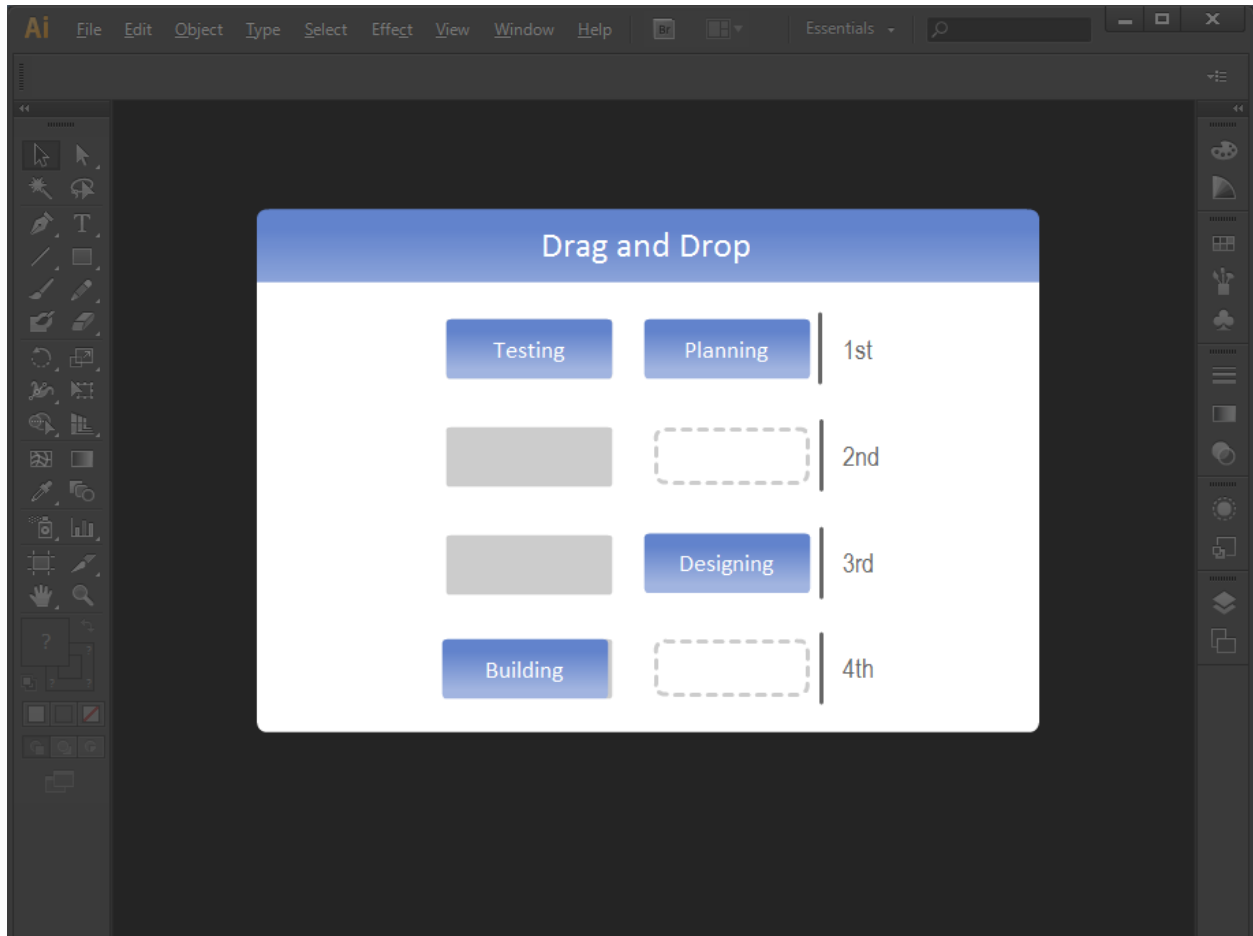 Ai File Edit Object Type Select Effect View Window Help Br Essentials
Drag and Drop
Testing Planning 1st
2nd
Designing 3rd
Building 4th
T
?
?
? ?